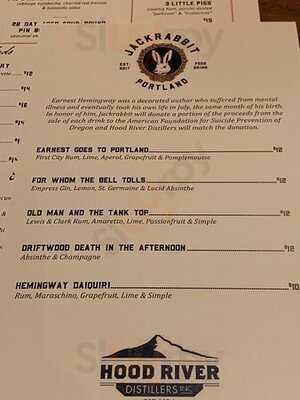 3 LITTLE PIGS
$15
28 DAY
PIN B
$12
$14
$14
JACKRABBIT
EST. 2017
FOOD DRINK
PORTLAND
Earnest Hemingway was a decorated author who suffered from mental
illness and eventually took his own life in July, the same month of his birth.
In honor of him, Jackrabbit will donate a portion of the proceeds from the
sale of each drink to the American Foundation for Suicide Prevention of
Oregon and Hood River Distillers will match the donation.
EARNEST GOES TO PORTLAND $12
First City Rum, Lime, Aperol, Grapefruit & Pamplemousse
FOR WHOM THE BELL TOLLS $12
Empress Gin, Lemon, St. Germaine & Lucid Absinthe
OLD MAN AND THE TANK TOP $12
Lewis & Clark Rum, Amaretto, Lime, Passionfruit & Simple
DRIFTWOOD DEATH IN THE AFTERNOON $12
Absinthe & Champagne
HEMINGWAY DAIQUIRI $10
Rum, Maraschino, Grapefruit, Lime & Simple
HOOD RIVER
DISTILLERS INC.